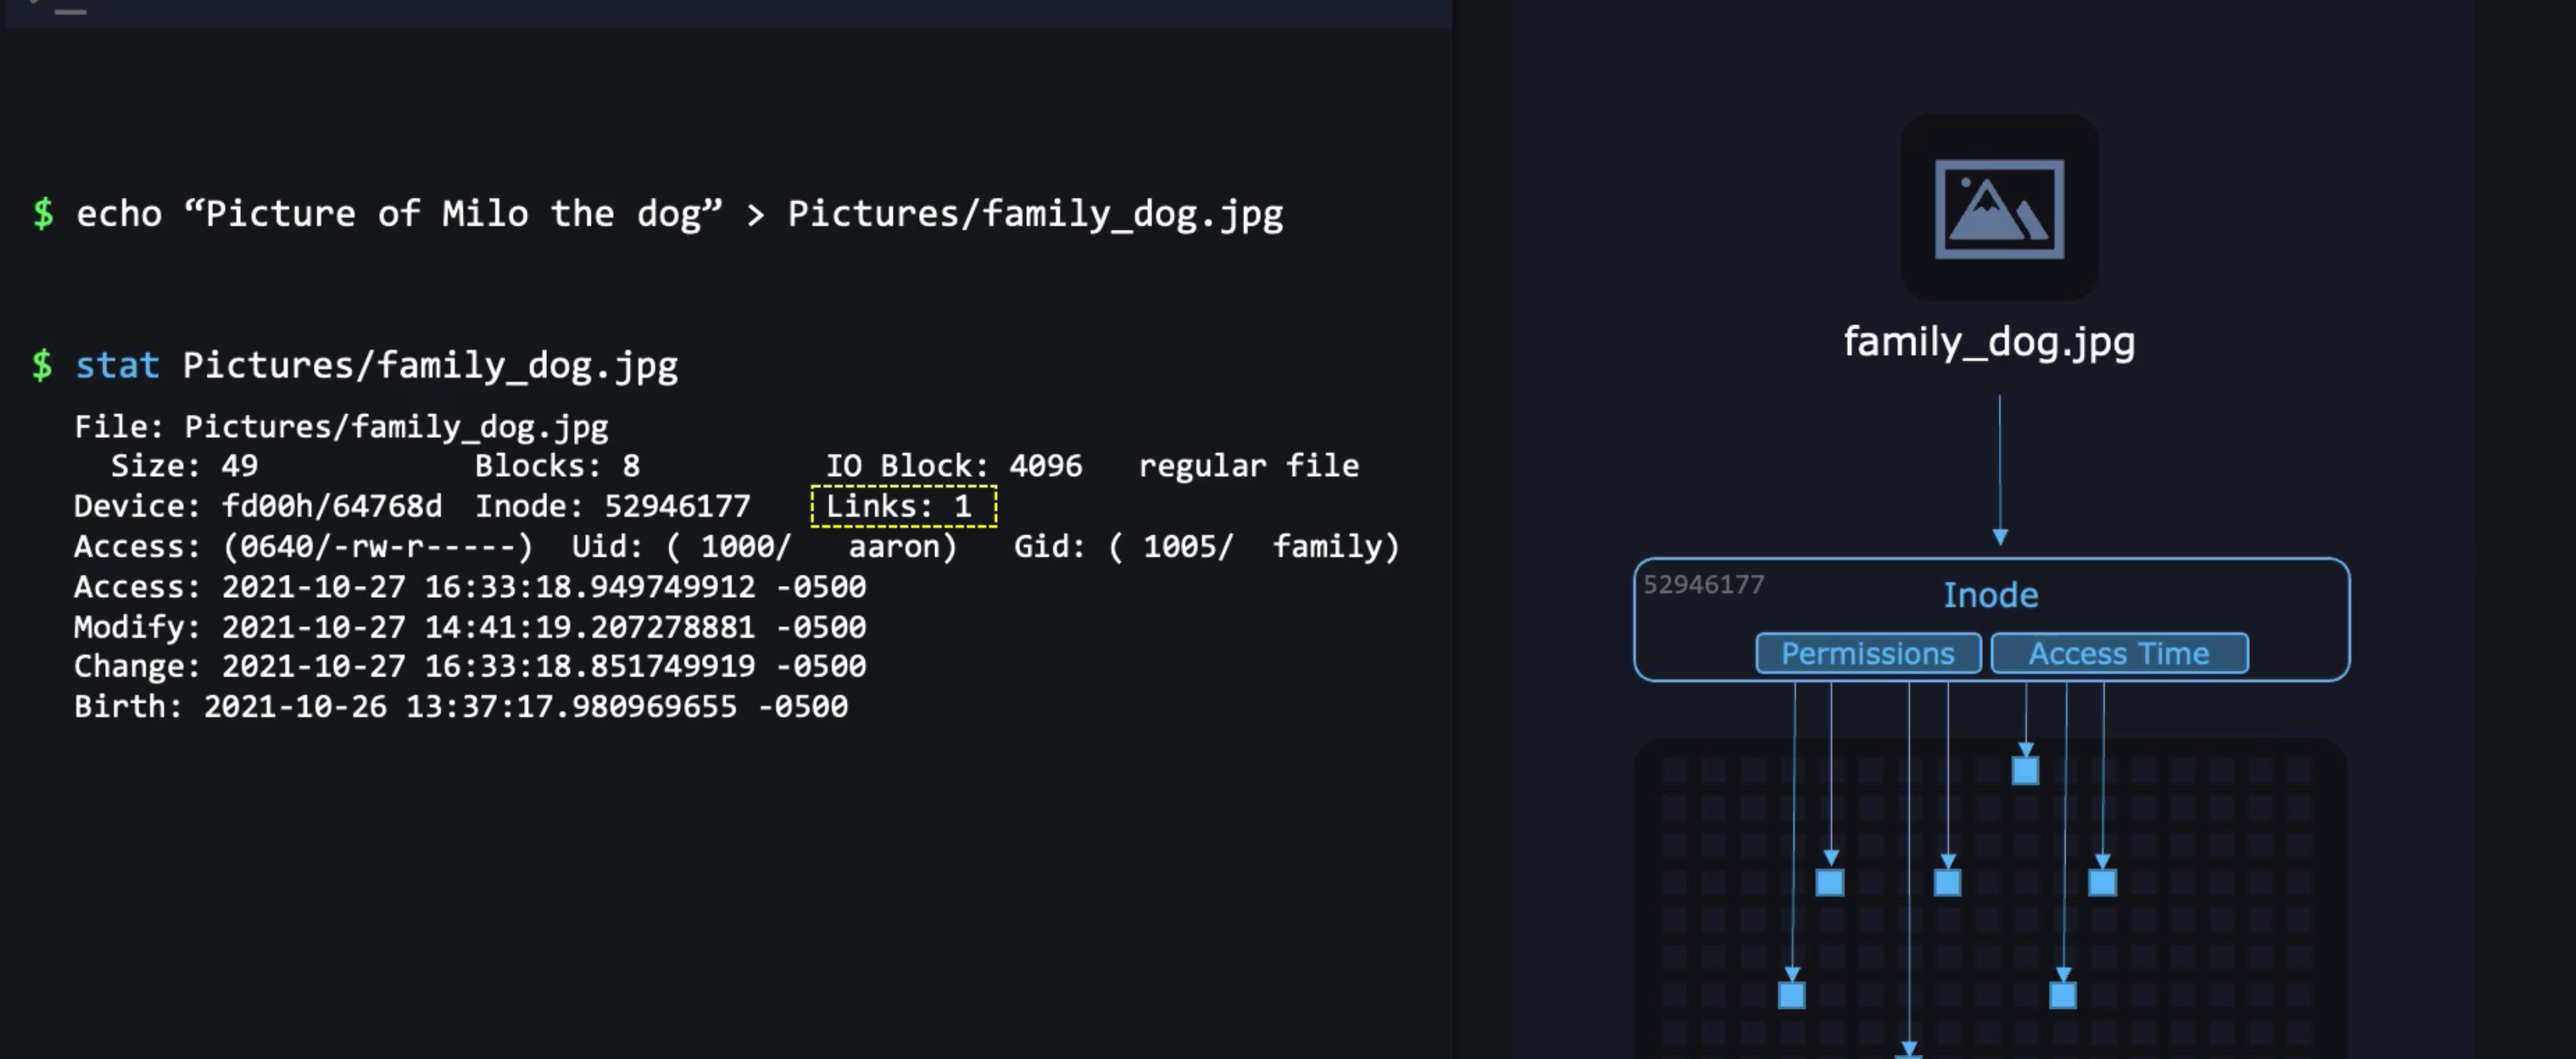 $ echo “Picture of Milo the dog” > Pictures/family_dog.jpg
$ stat Pictures/family_dog.jpg
File: Pictures/family_dog.jpg
Size: 49 Blocks: 8 IO Block: 4096 regular file
Device: fd00h/64768d Inode: 52946177 Links: 1
Access: (0640/-rw-r-----) Uid: ( 1000/ aaron) Gid: ( 1005/ family)
Access: 2021-10-27 16:33:18.949749912 -0500
Modify: 2021-10-27 14:41:19.207278881 -0500
Change: 2021-10-27 16:33:18.851749919 -0500
Birth: 2021-10-26 13:37:17.980969655 -0500
family_dog.jpg
52946177
Inode
Permissions Access Time